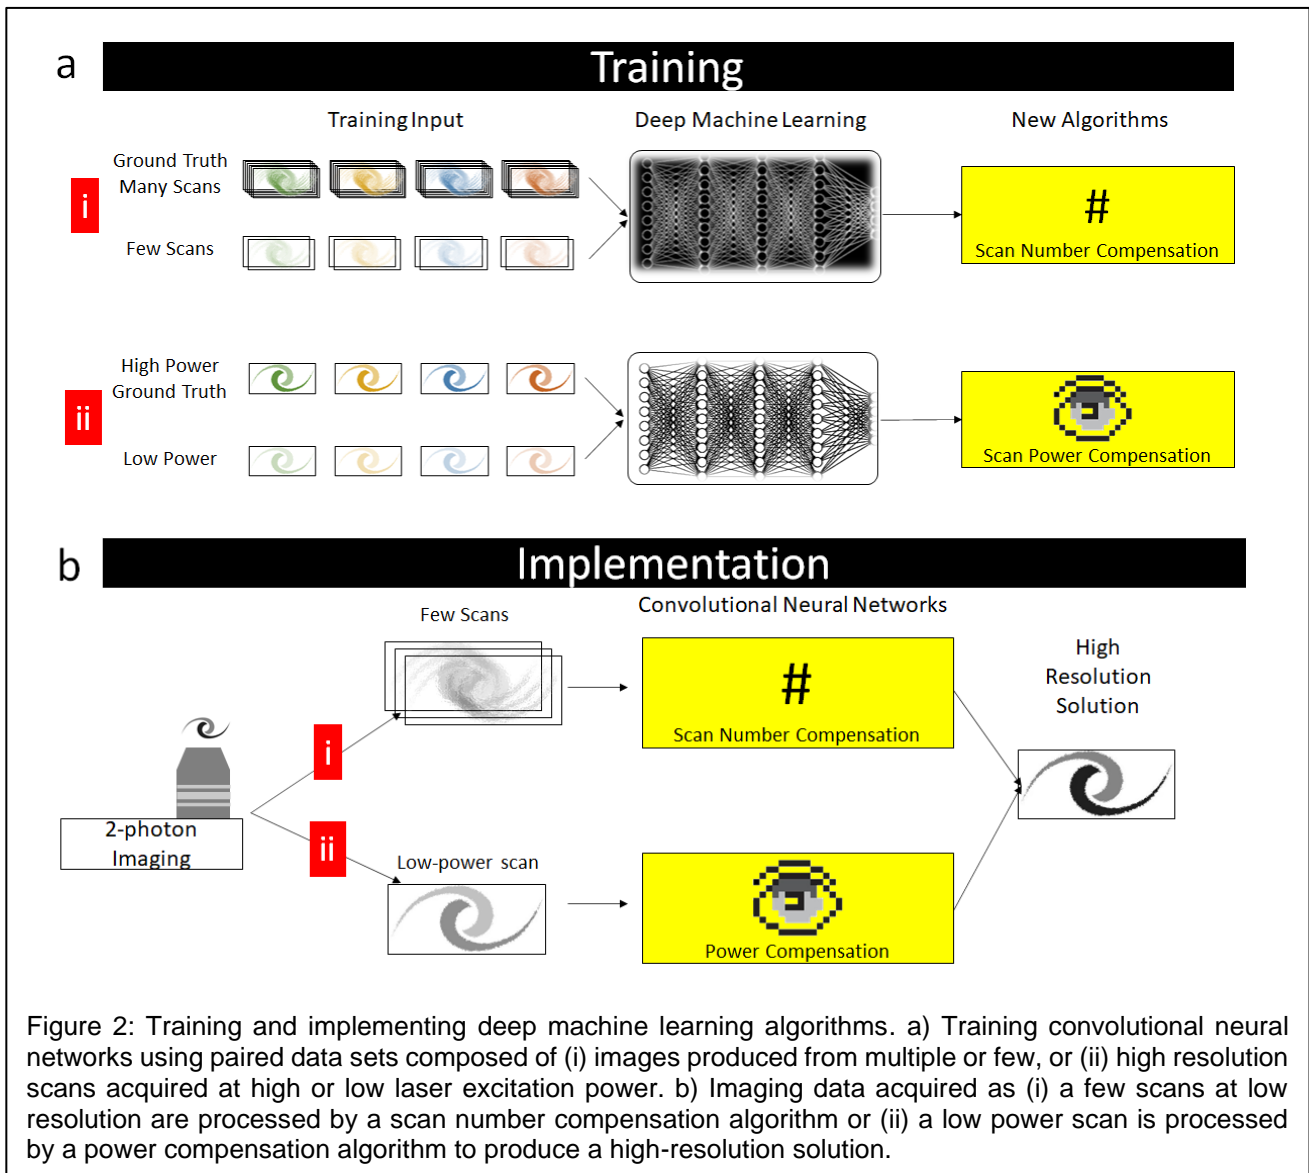 a
Training
Training Input
Deep Machine Learning
New Algorithms
Ground Truth
Many Scans
i
Few Scans
#
Scan Number Compensation
High Power
Ground Truth
ii
Low Power
Scan Power Compensation
b
Implementation
Few Scans
Convolutional Neural Networks
High
Resolution
Solution
#
Scan Number Compensation
i
2-photon
Imaging
ii
Low-power scan
Power Compensation
Figure 2: Training and implementing deep machine learning algorithms. a) Training convolutional neural
networks using paired data sets composed of (i) images produced from multiple or few, or (ii) high resolution
scans acquired at high or low laser excitation power. b) Imaging data acquired as (i) a few scans at low
resolution are processed by a scan number compensation algorithm or (ii) a low power scan is processed
by a power compensation algorithm to produce a high-resolution solution.